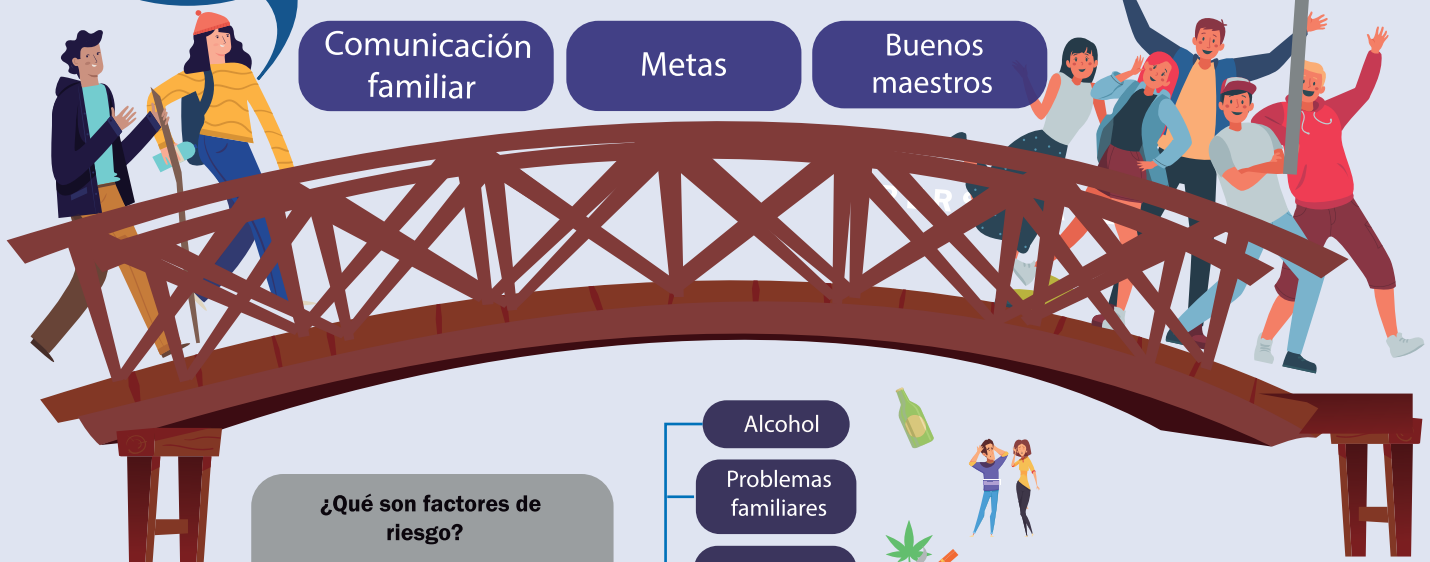 Comunicación
familiar
Metas
Buenos
maestros
Alcohol
Problemas
familiares
¿Qué son factores de
riesgo?